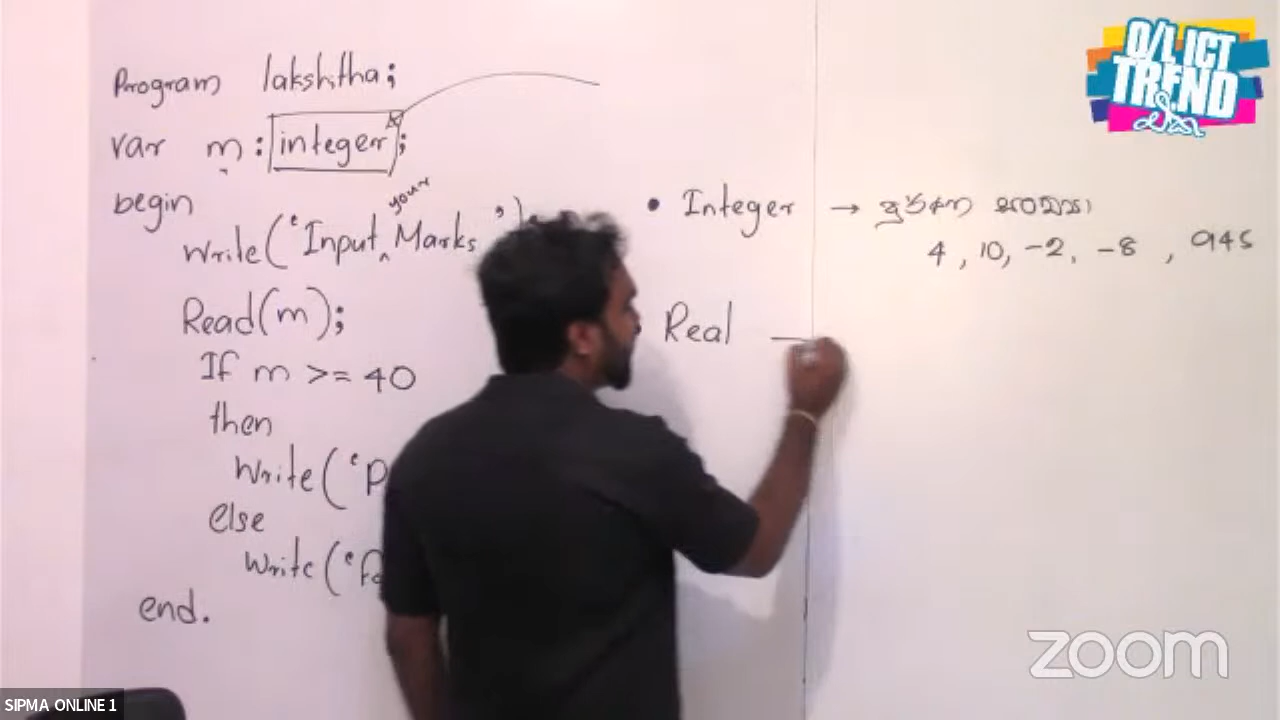 Program lakshitha;
var m : integer;
begin
your
Write('Input ^ Marks ')
Read(m);
If m >= 40
then
Write('P
else
Write('Fa
end.
• Integer → පූර්ණ සංඛ්‍යා
4, 10, -2, -8, 945
Real
O/L ICT
TREND
ZOOM
SIPMA ONLINE 1